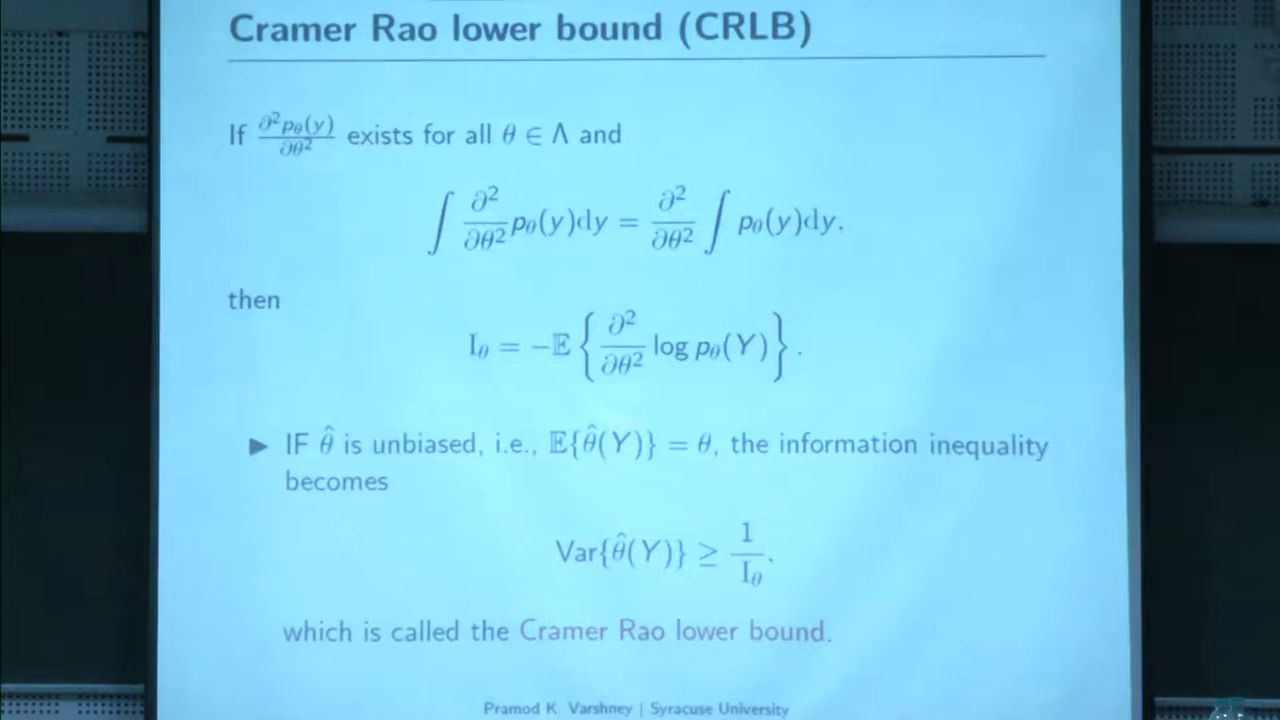 Cramer Rao lower bound (CRLB)
If ∂²pθ(y)/∂θ² exists for all θ ∈ Λ and
∫ ∂²/∂θ² pθ(y)dy = ∂²/∂θ² ∫ pθ(y)dy.
then
Iθ = −𝔼 { ∂²/∂θ² log pθ(Y) } .
▶ IF θ̂ is unbiased, i.e., 𝔼{θ̂(Y)} = θ, the information inequality
becomes
Var{θ̂(Y)} ≥ 1/Iθ.
which is called the Cramer Rao lower bound.
Pramod K. Varshney | Syracuse University